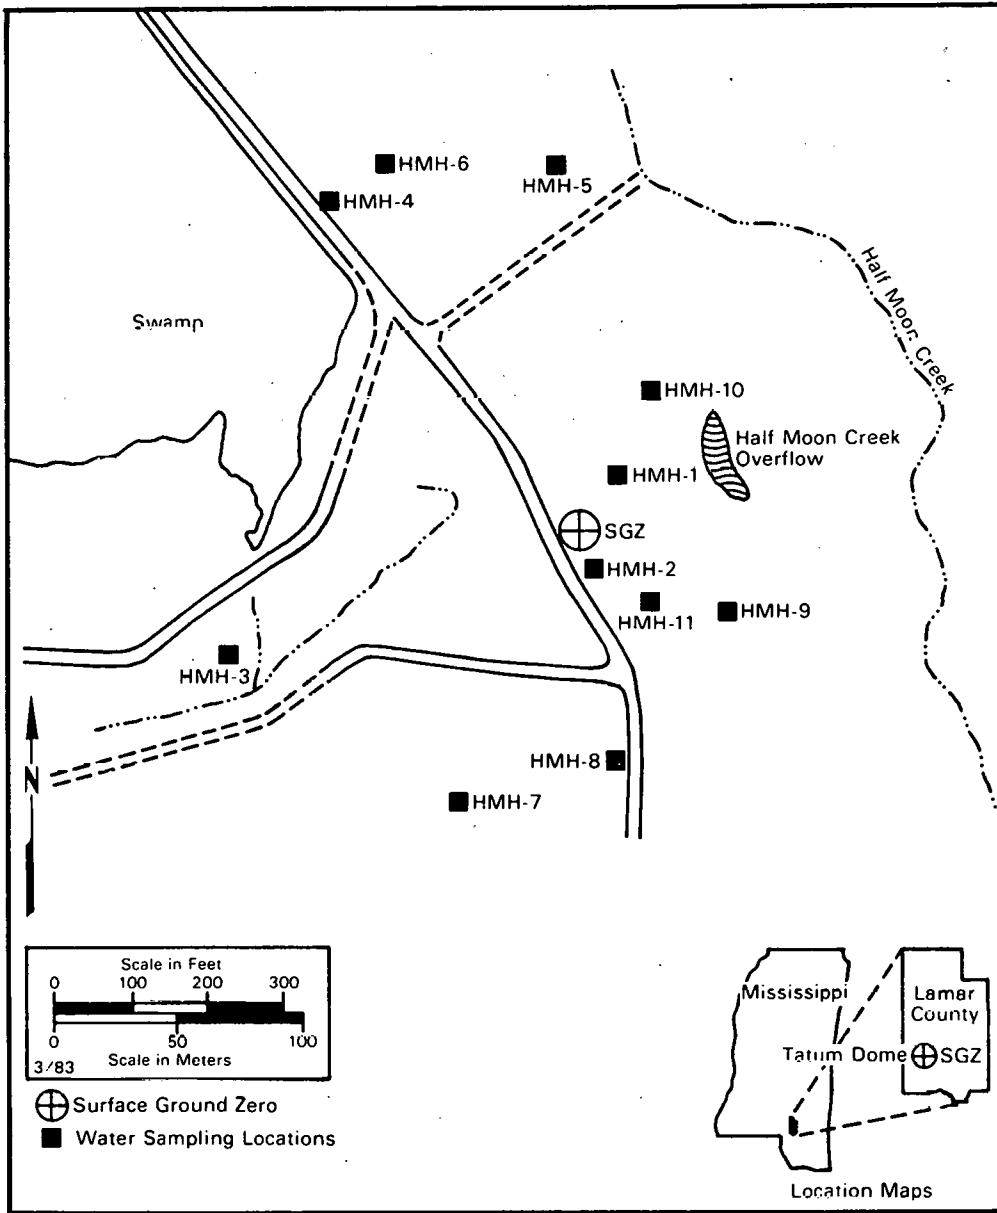 HMH-6
HMH-5
HMH-4
Half Moon Creek
Swamp
HMH-10
Half Moon Creek
Overflow
HMH-1
SGZ
HMH-2
HMH-11
HMH-9
HMH-3
HMH-8
N
HMH-7
Scale in Feet
0 100 200 300
0 50 100
Scale in Meters
3/83
Surface Ground Zero
Water Sampling Locations
Mississippi
Lamar
County
Tatum Dome
SGZ
Location Maps